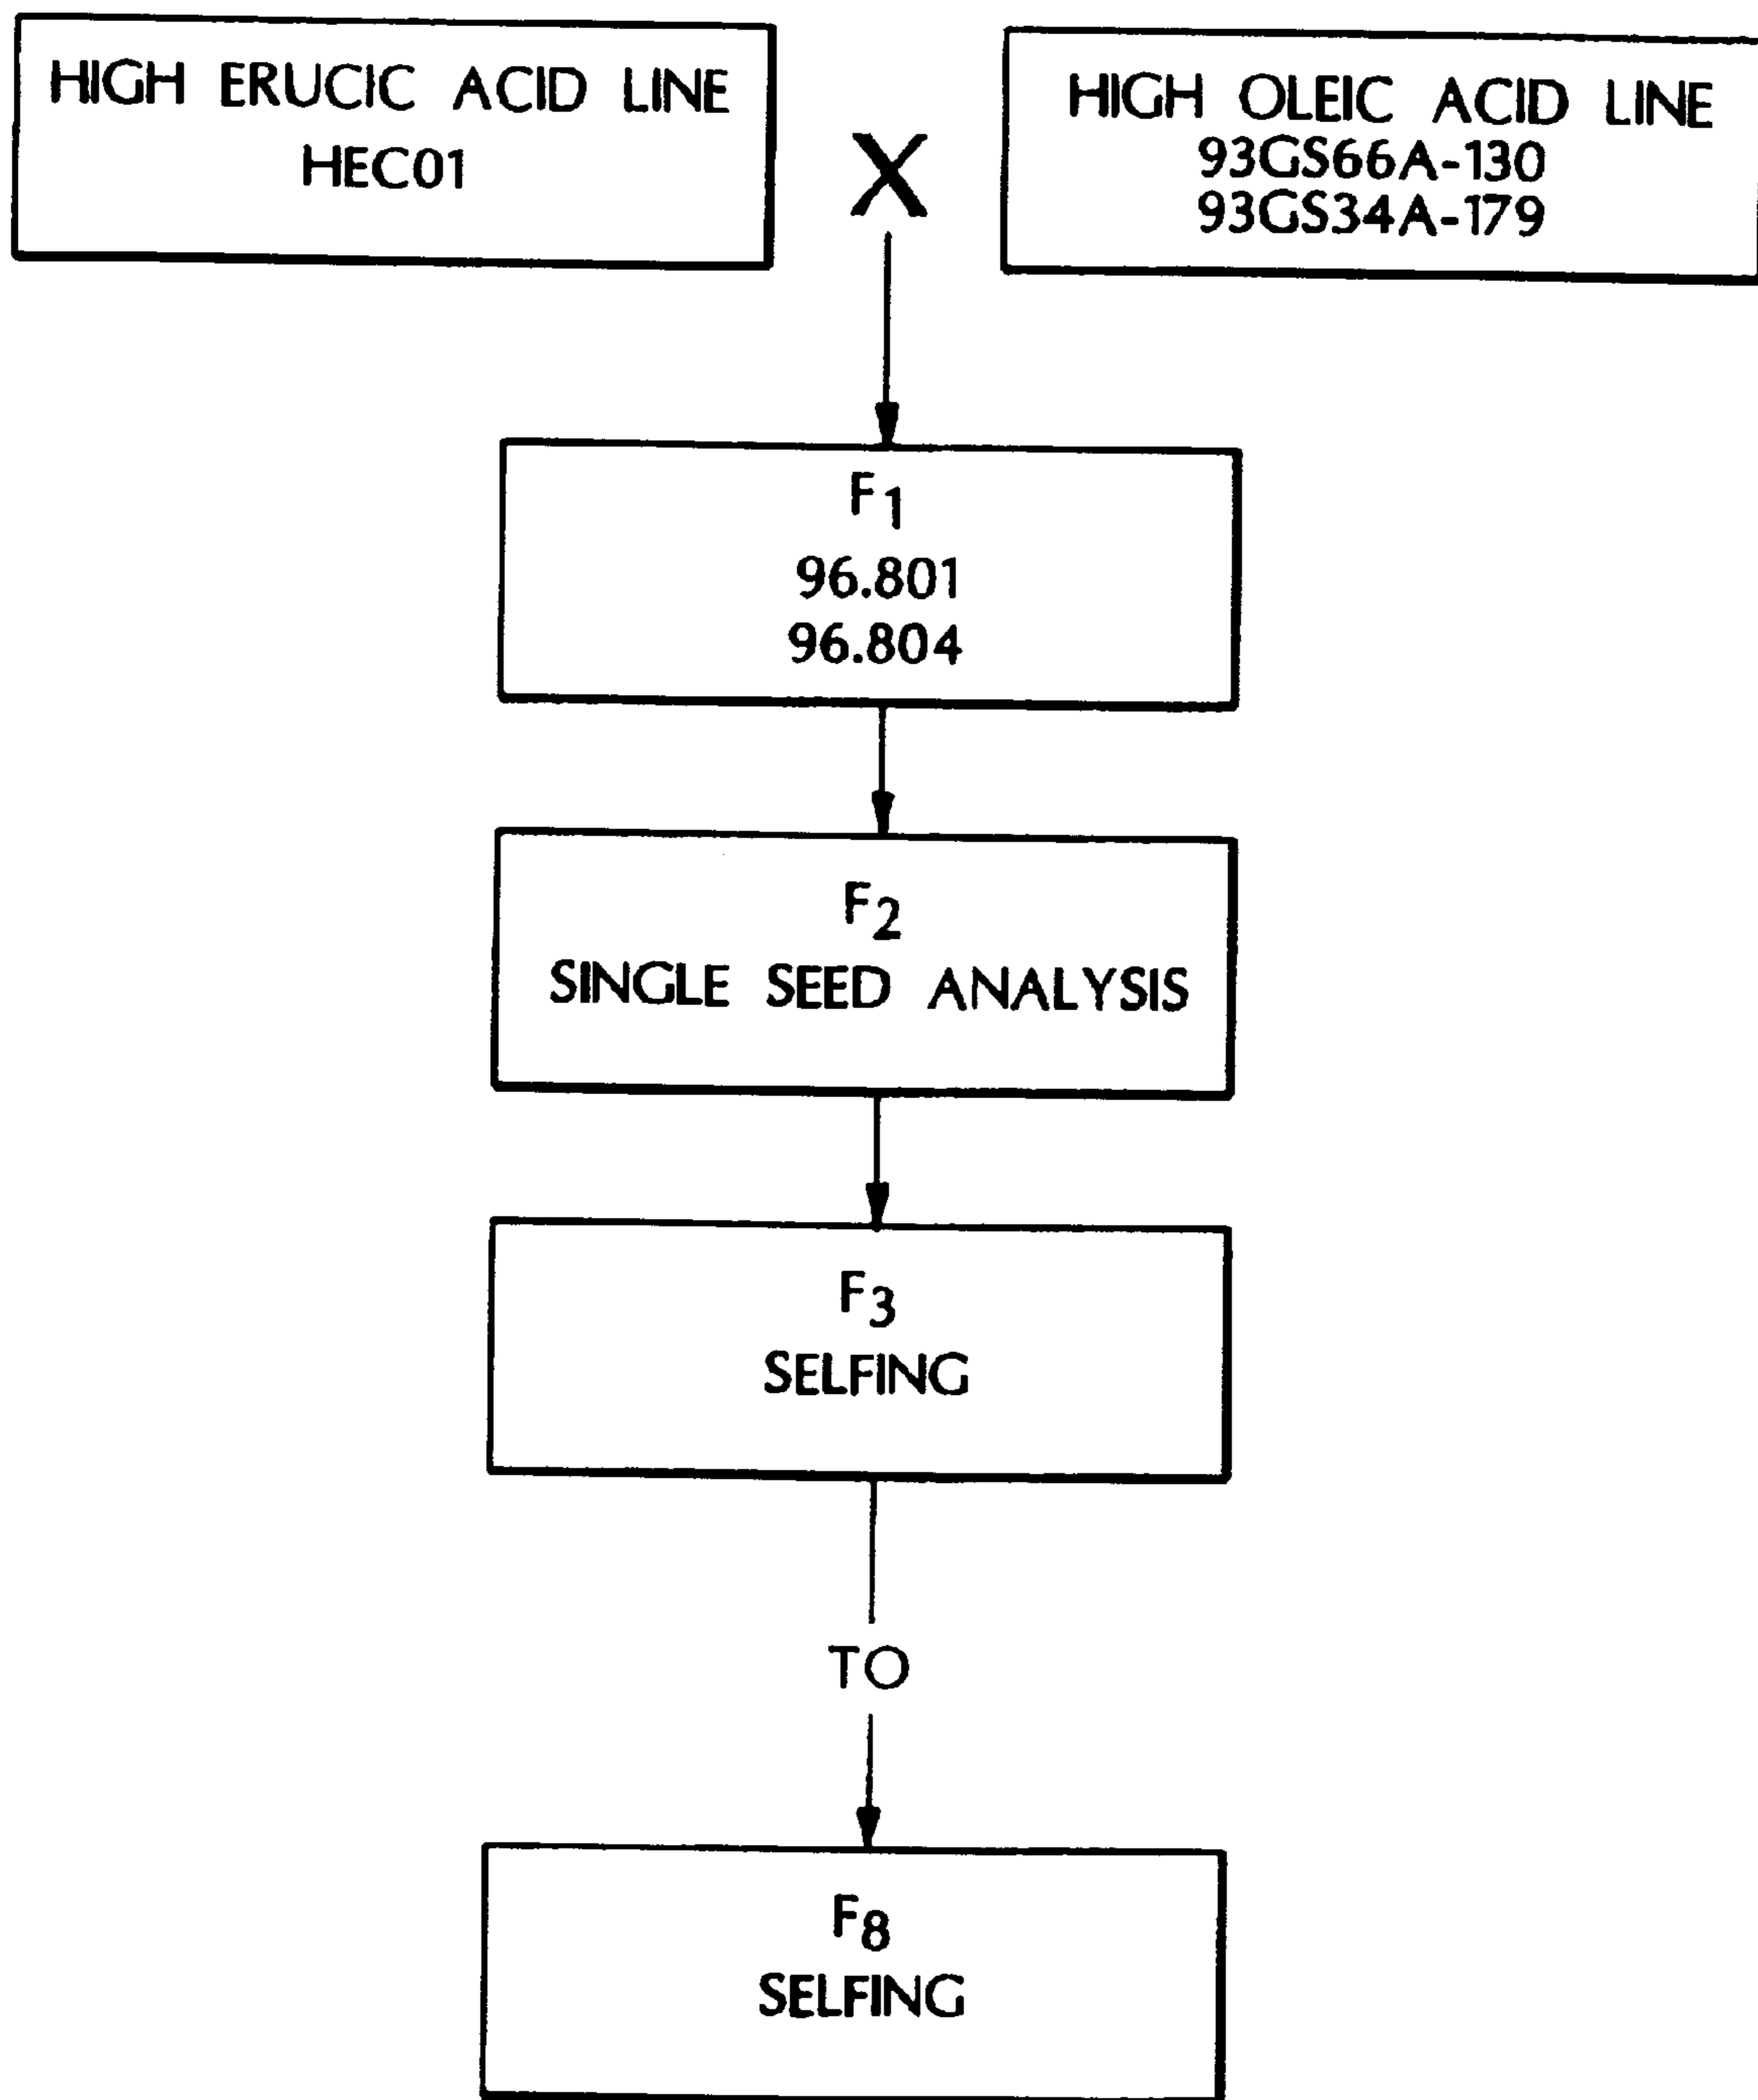 HIGH ERUCIC ACID LINE
HEC01
X
HIGH OLEIC ACID LINE
93GS66A-130
93GS34A-179
F1
96.801
96.804
F2
SINGLE SEED ANALYSIS
F3
SELFING
TO
F8
SELFING